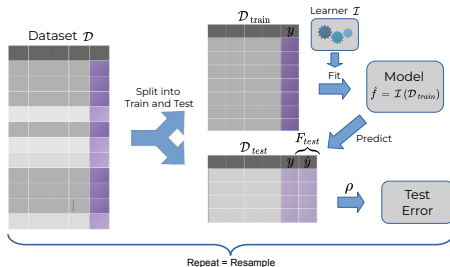 Learner 𝓘
Dataset 𝒟
𝒟train
y
Split into
Train and Test
Fit
Model
f̂ = 𝓘(𝒟train)
Predict
Ftest
𝒟test
y ŷ
ρ
Test
Error
Repeat = Resample